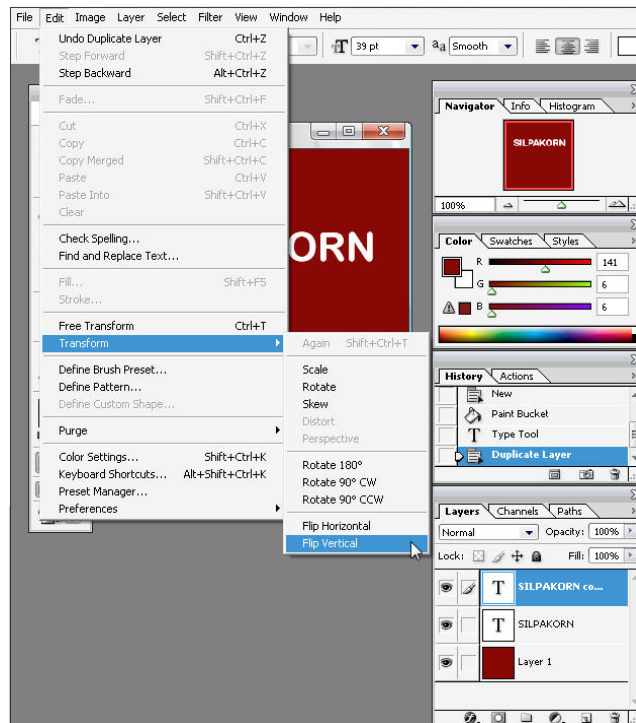 File Edit Image Layer Select Filter View Window Help
39 pt aa Smooth
Undo Duplicate Layer Ctrl+Z
Step Forward Shift+Ctrl+Z
Step Backward Alt+Ctrl+Z
Fade... Shift+Ctrl+F
Cut Ctrl+X
Copy Ctrl+C
Copy Merged Shift+Ctrl+C
Paste Ctrl+V
Paste Into Shift+Ctrl+V
Clear
Check Spelling...
Find and Replace Text...
Fill... Shift+F5
Stroke...
Free Transform Ctrl+T
Transform
Define Brush Preset...
Define Pattern...
Define Custom Shape...
Purge
Color Settings... Shift+Ctrl+K
Keyboard Shortcuts... Alt+Shift+Ctrl+K
Preset Manager...
Preferences
Again Shift+Ctrl+T
Scale
Rotate
Skew
Distort
Perspective
Rotate 180°
Rotate 90° CW
Rotate 90° CCW
Flip Horizontal
Flip Vertical
ORN
Navigator Info Histogram
SILPAKORN
100%
Color Swatches Styles
R 141
G 6
B 6
History Actions
New
Paint Bucket
T Type Tool
Duplicate Layer
Layers Channels Paths
Normal Opacity: 100%
Lock: Fill: 100%
T SILPAKORN co...
T SILPAKORN
Layer 1